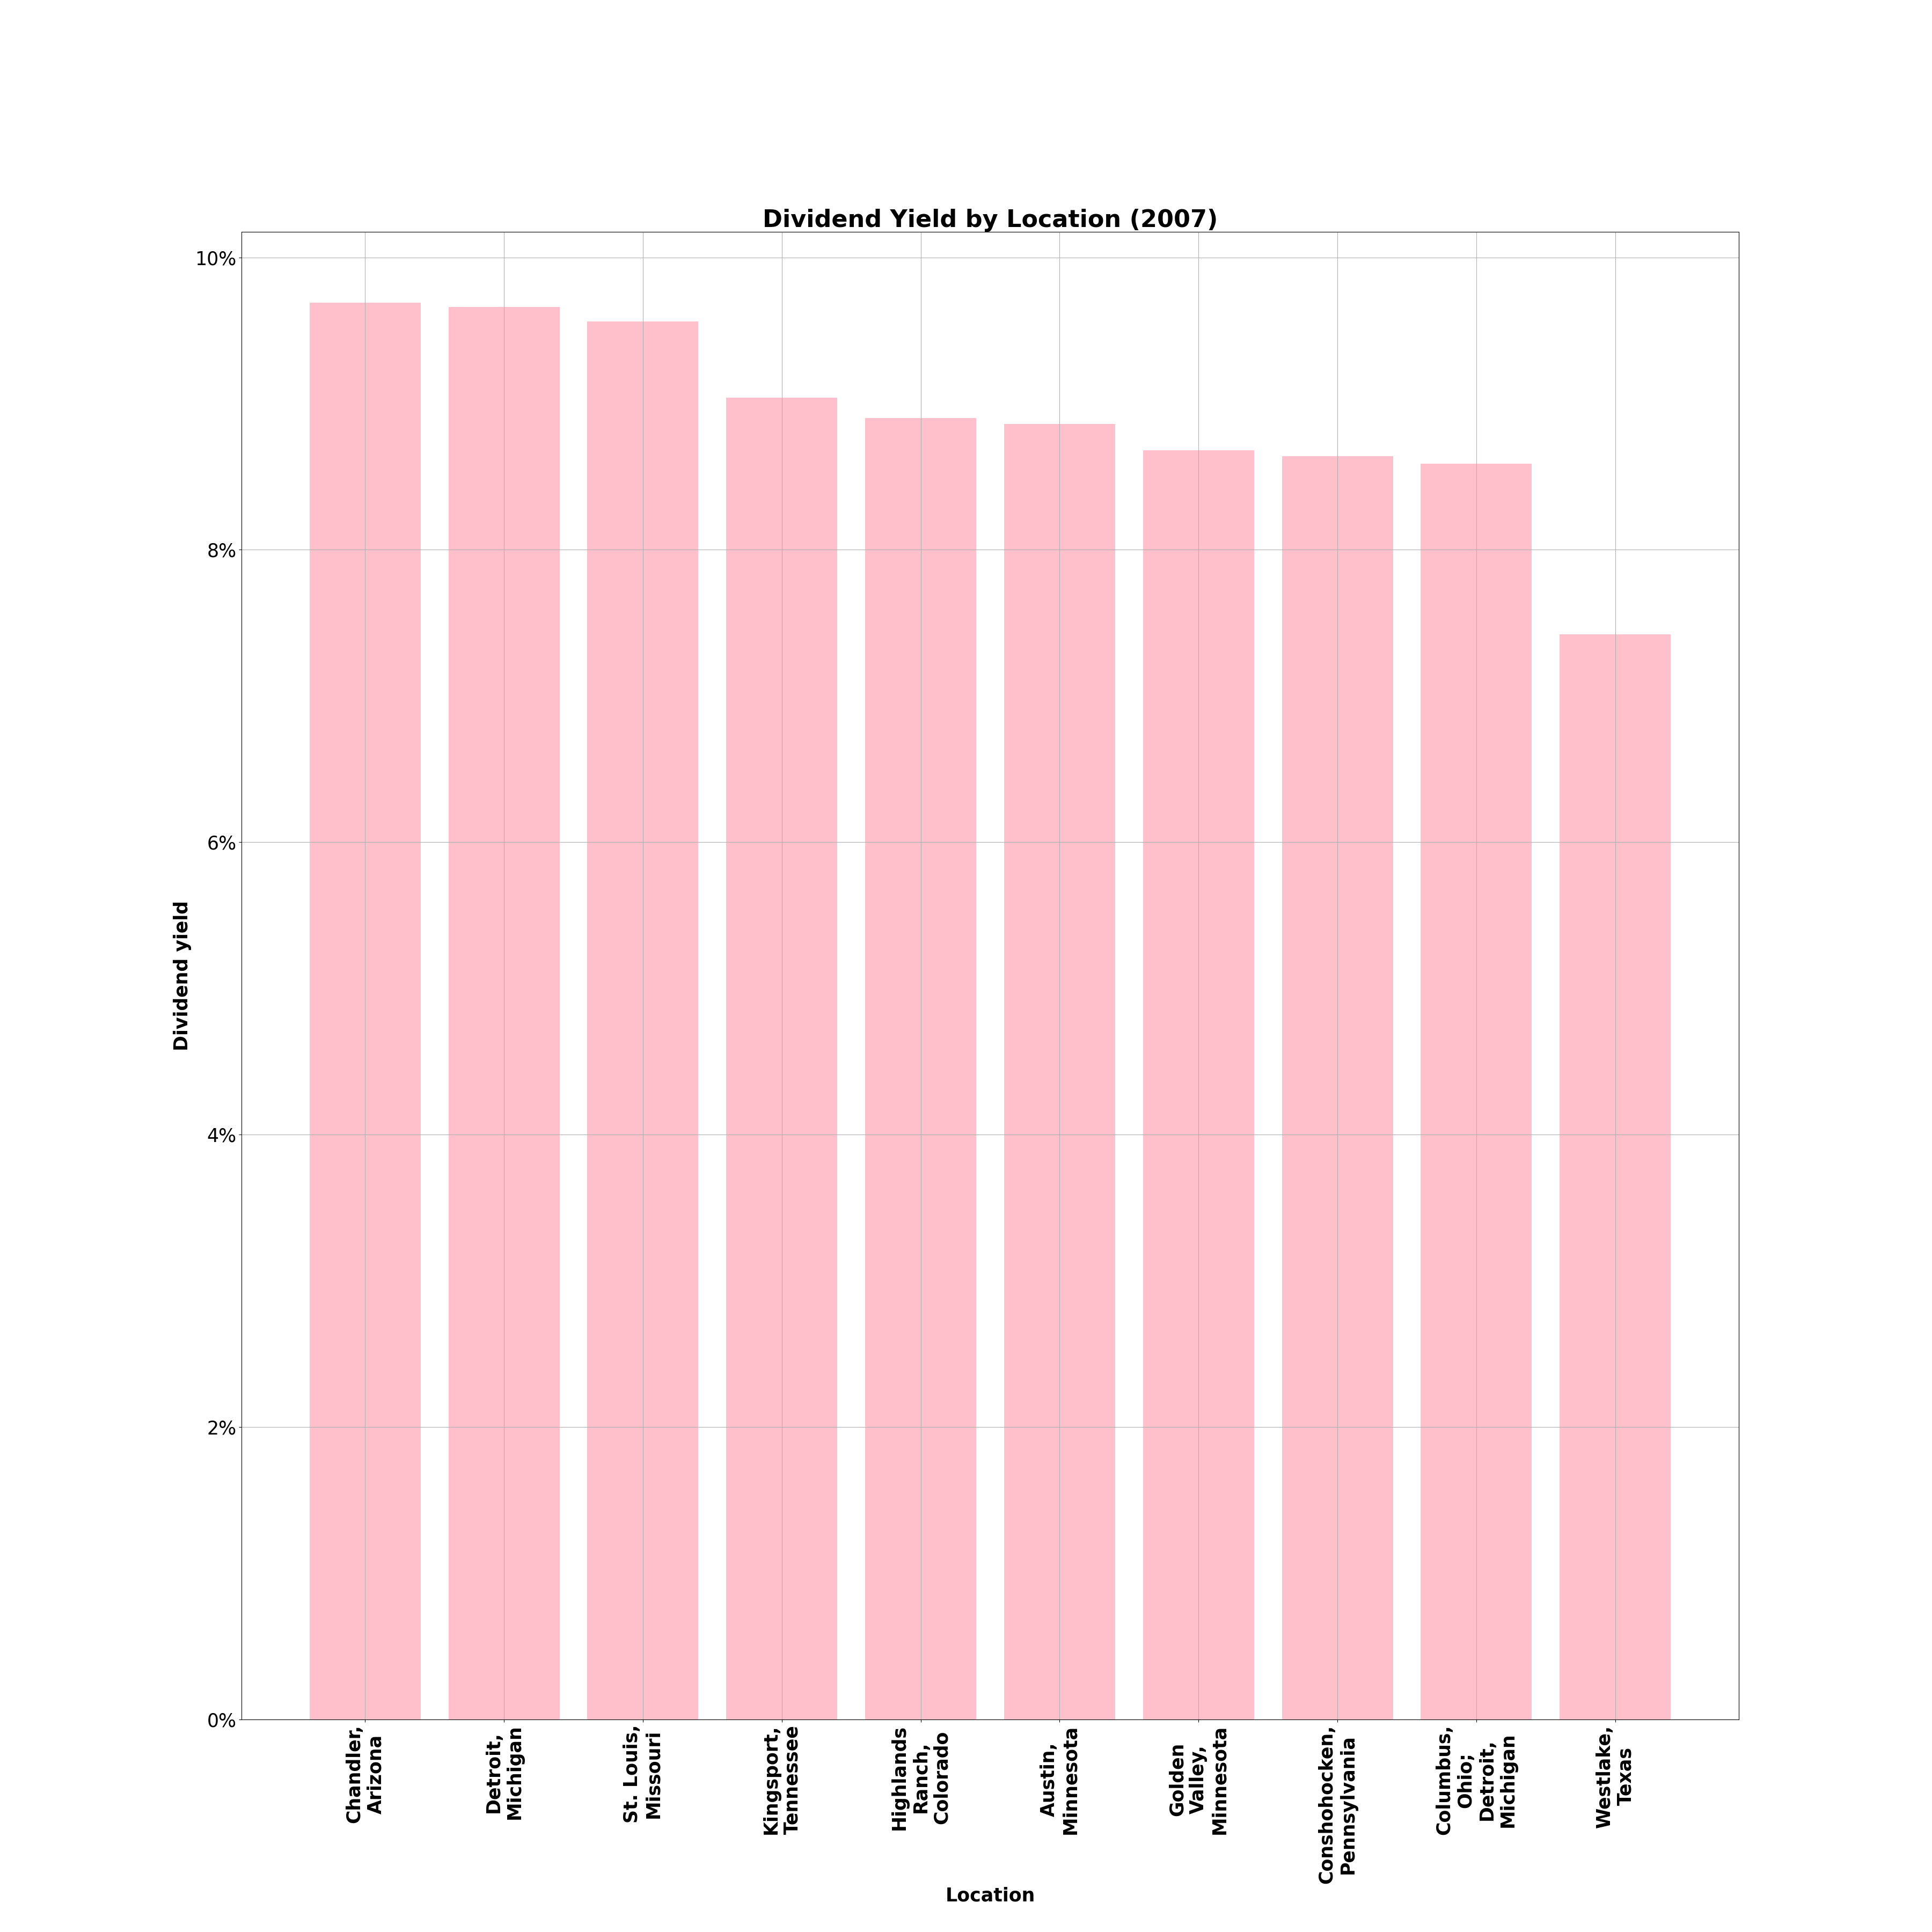 Dividend Yield by Location (2007)
10%
8%
6%
4%
2%
0%
Dividend yield
Chandler,
Arizona
Detroit,
Michigan
St. Louis,
Missouri
Kingsport,
Tennessee
Highlands
Ranch,
Colorado
Austin,
Minnesota
Golden
Valley,
Minnesota
Conshohocken,
Pennsylvania
Columbus,
Ohio;
Detroit,
Michigan
Westlake,
Texas
Location